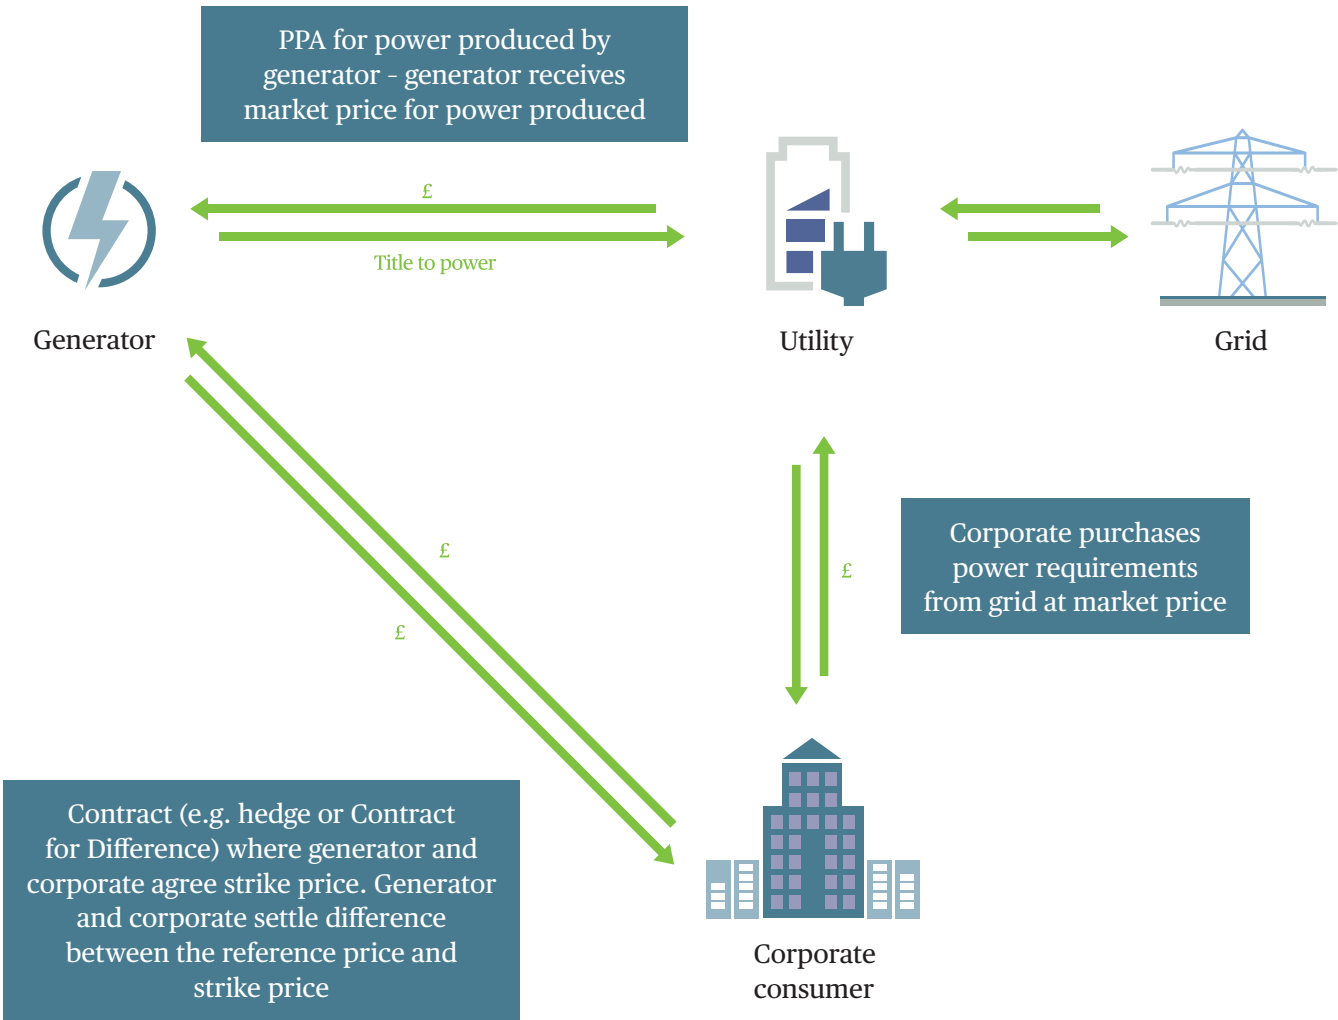 PPA for power produced by
generator – generator receives
market price for power produced
£
Title to power
Generator
Utility
Grid
£
£
£
Corporate purchases
power requirements
from grid at market price
Contract (e.g. hedge or Contract
for Difference) where generator and
corporate agree strike price. Generator
and corporate settle difference
between the reference price and
strike price
Corporate
consumer